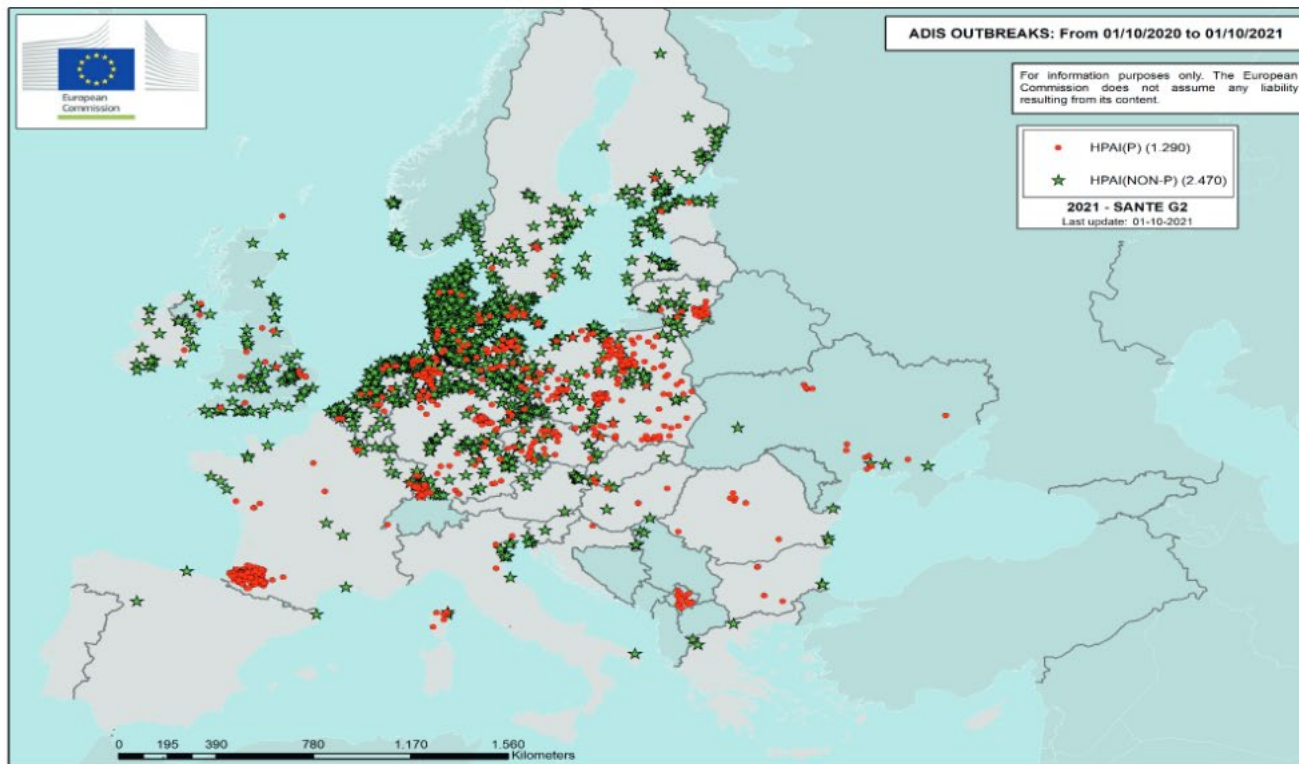 European
Commission
ADIS OUTBREAKS: From 01/10/2020 to 01/10/2021
For information purposes only. The European
Commission does not assume any liability
resulting from its content.
HPAI(P) (1.290)
HPAI(NON-P) (2.470)
2021 - SANTE G2
Last update: 01-10-2021
0 195 390 780 1.170 1.560
Kilometers